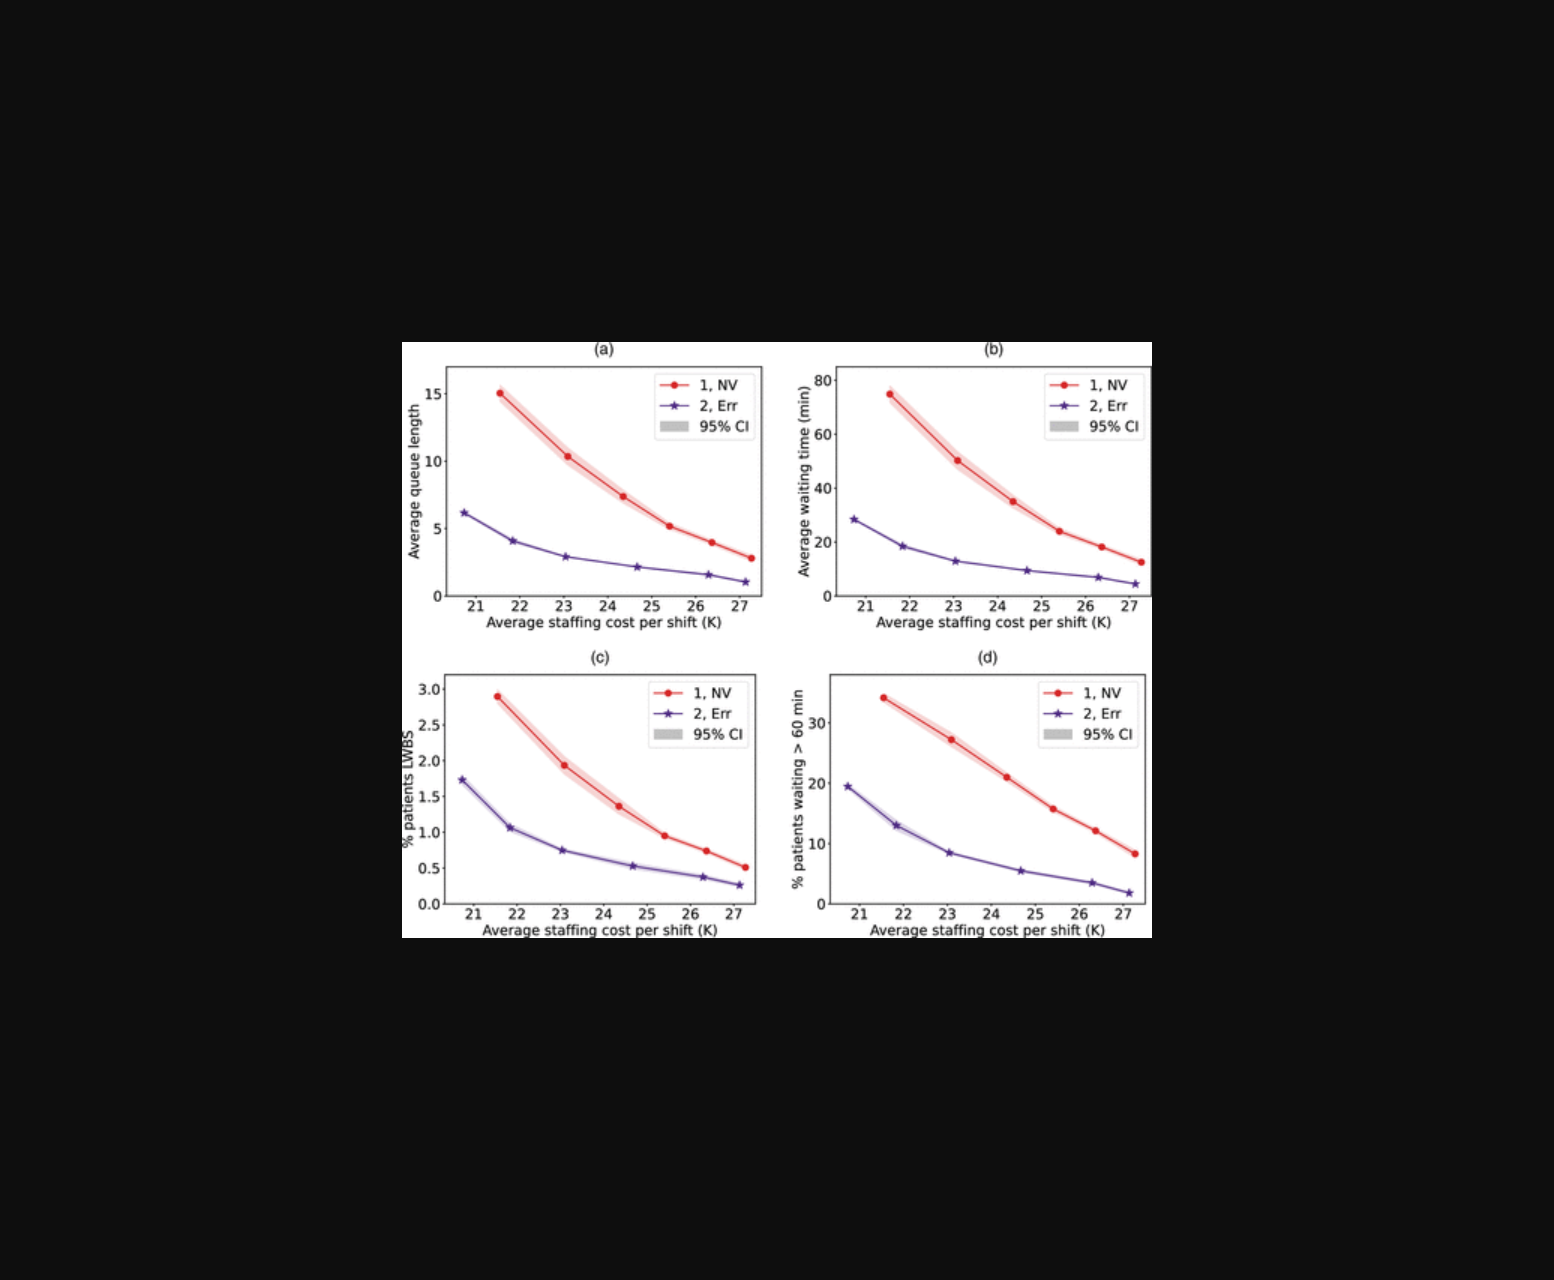 (a)
15
10
5
0
Average queue length
1, NV
2, Err
95% CI
21 22 23 24 25 26 27
Average staffing cost per shift (K)
(b)
80
60
40
20
0
Average waiting time (min)
1, NV
2, Err
95% CI
21 22 23 24 25 26 27
Average staffing cost per shift (K)
(c)
3.0
2.5
2.0
1.5
1.0
0.5
0.0
% patients LWBS
1, NV
2, Err
95% CI
21 22 23 24 25 26 27
Average staffing cost per shift (K)
(d)
30
20
10
0
% patients waiting > 60 min
1, NV
2, Err
95% CI
21 22 23 24 25 26 27
Average staffing cost per shift (K)